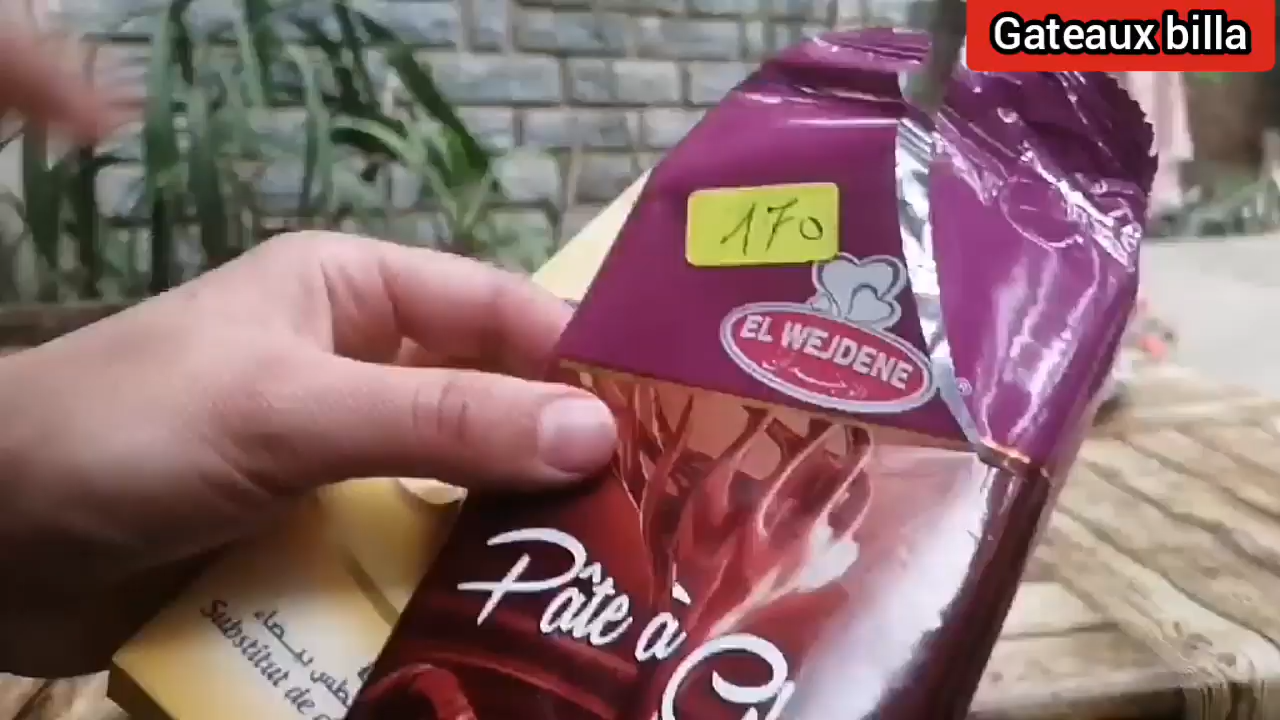 Gateaux billa
170
EL WEJDENE
®
Pâte à
Substitut de